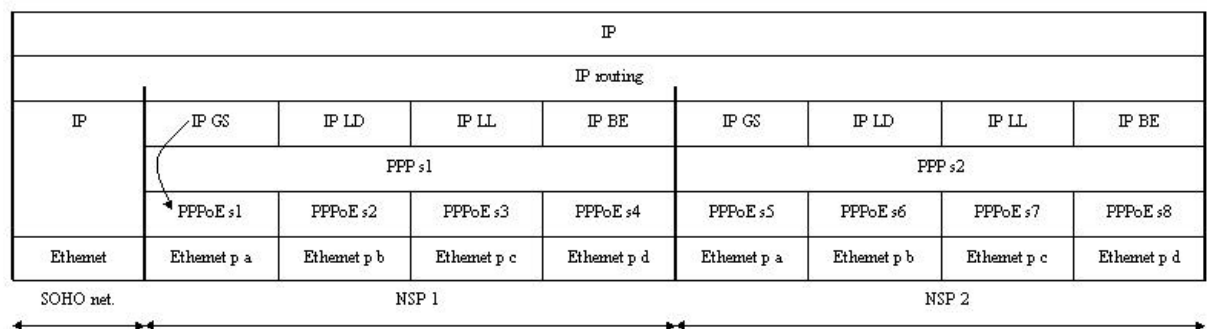 IP
IP routing
IP IP GS IP LD IP LL IP BE IP GS IP LD IP LL IP BE
PPP s1 PPP s2
PPPoE s1 PPPoE s2 PPPoE s3 PPPoE s4 PPPoE s5 PPPoE s6 PPPoE s7 PPPoE s8
Ethernet Ethernet p a Ethernet p b Ethernet p c Ethernet p d Ethernet p a Ethernet p b Ethernet p c Ethernet p d
SOHO net. NSP 1 NSP 2